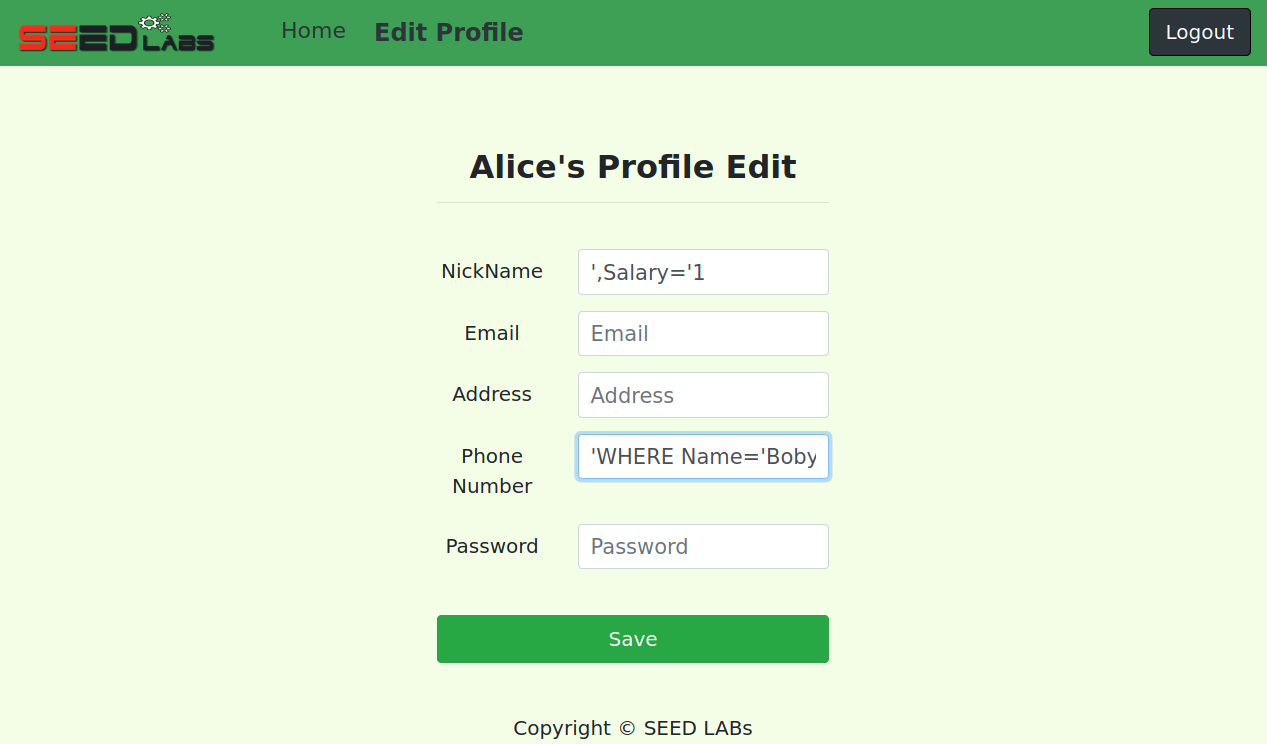 SEED LABS Home Edit Profile Logout
Alice's Profile Edit
NickName ',Salary='1
Email Email
Address Address
Phone Number 'WHERE Name='Boby
Password Password
Save
Copyright © SEED LABs